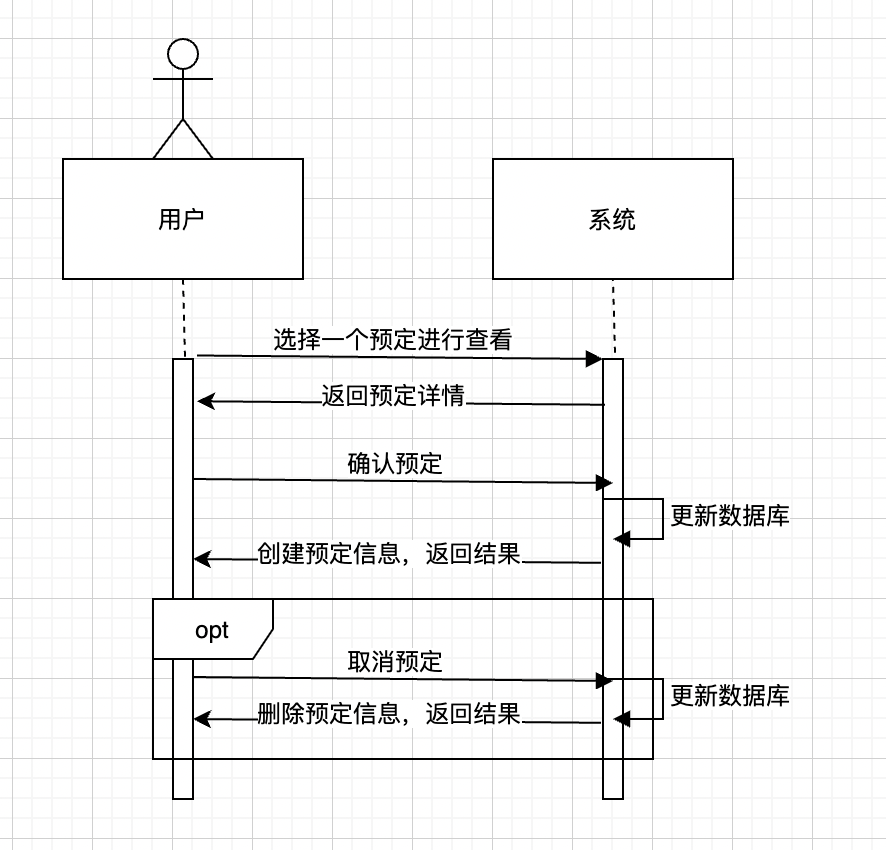 用户
系统
选择一个预定进行查看
返回预定详情
确认预定
更新数据库
创建预定信息，返回结果
opt
取消预定
更新数据库
删除预定信息，返回结果